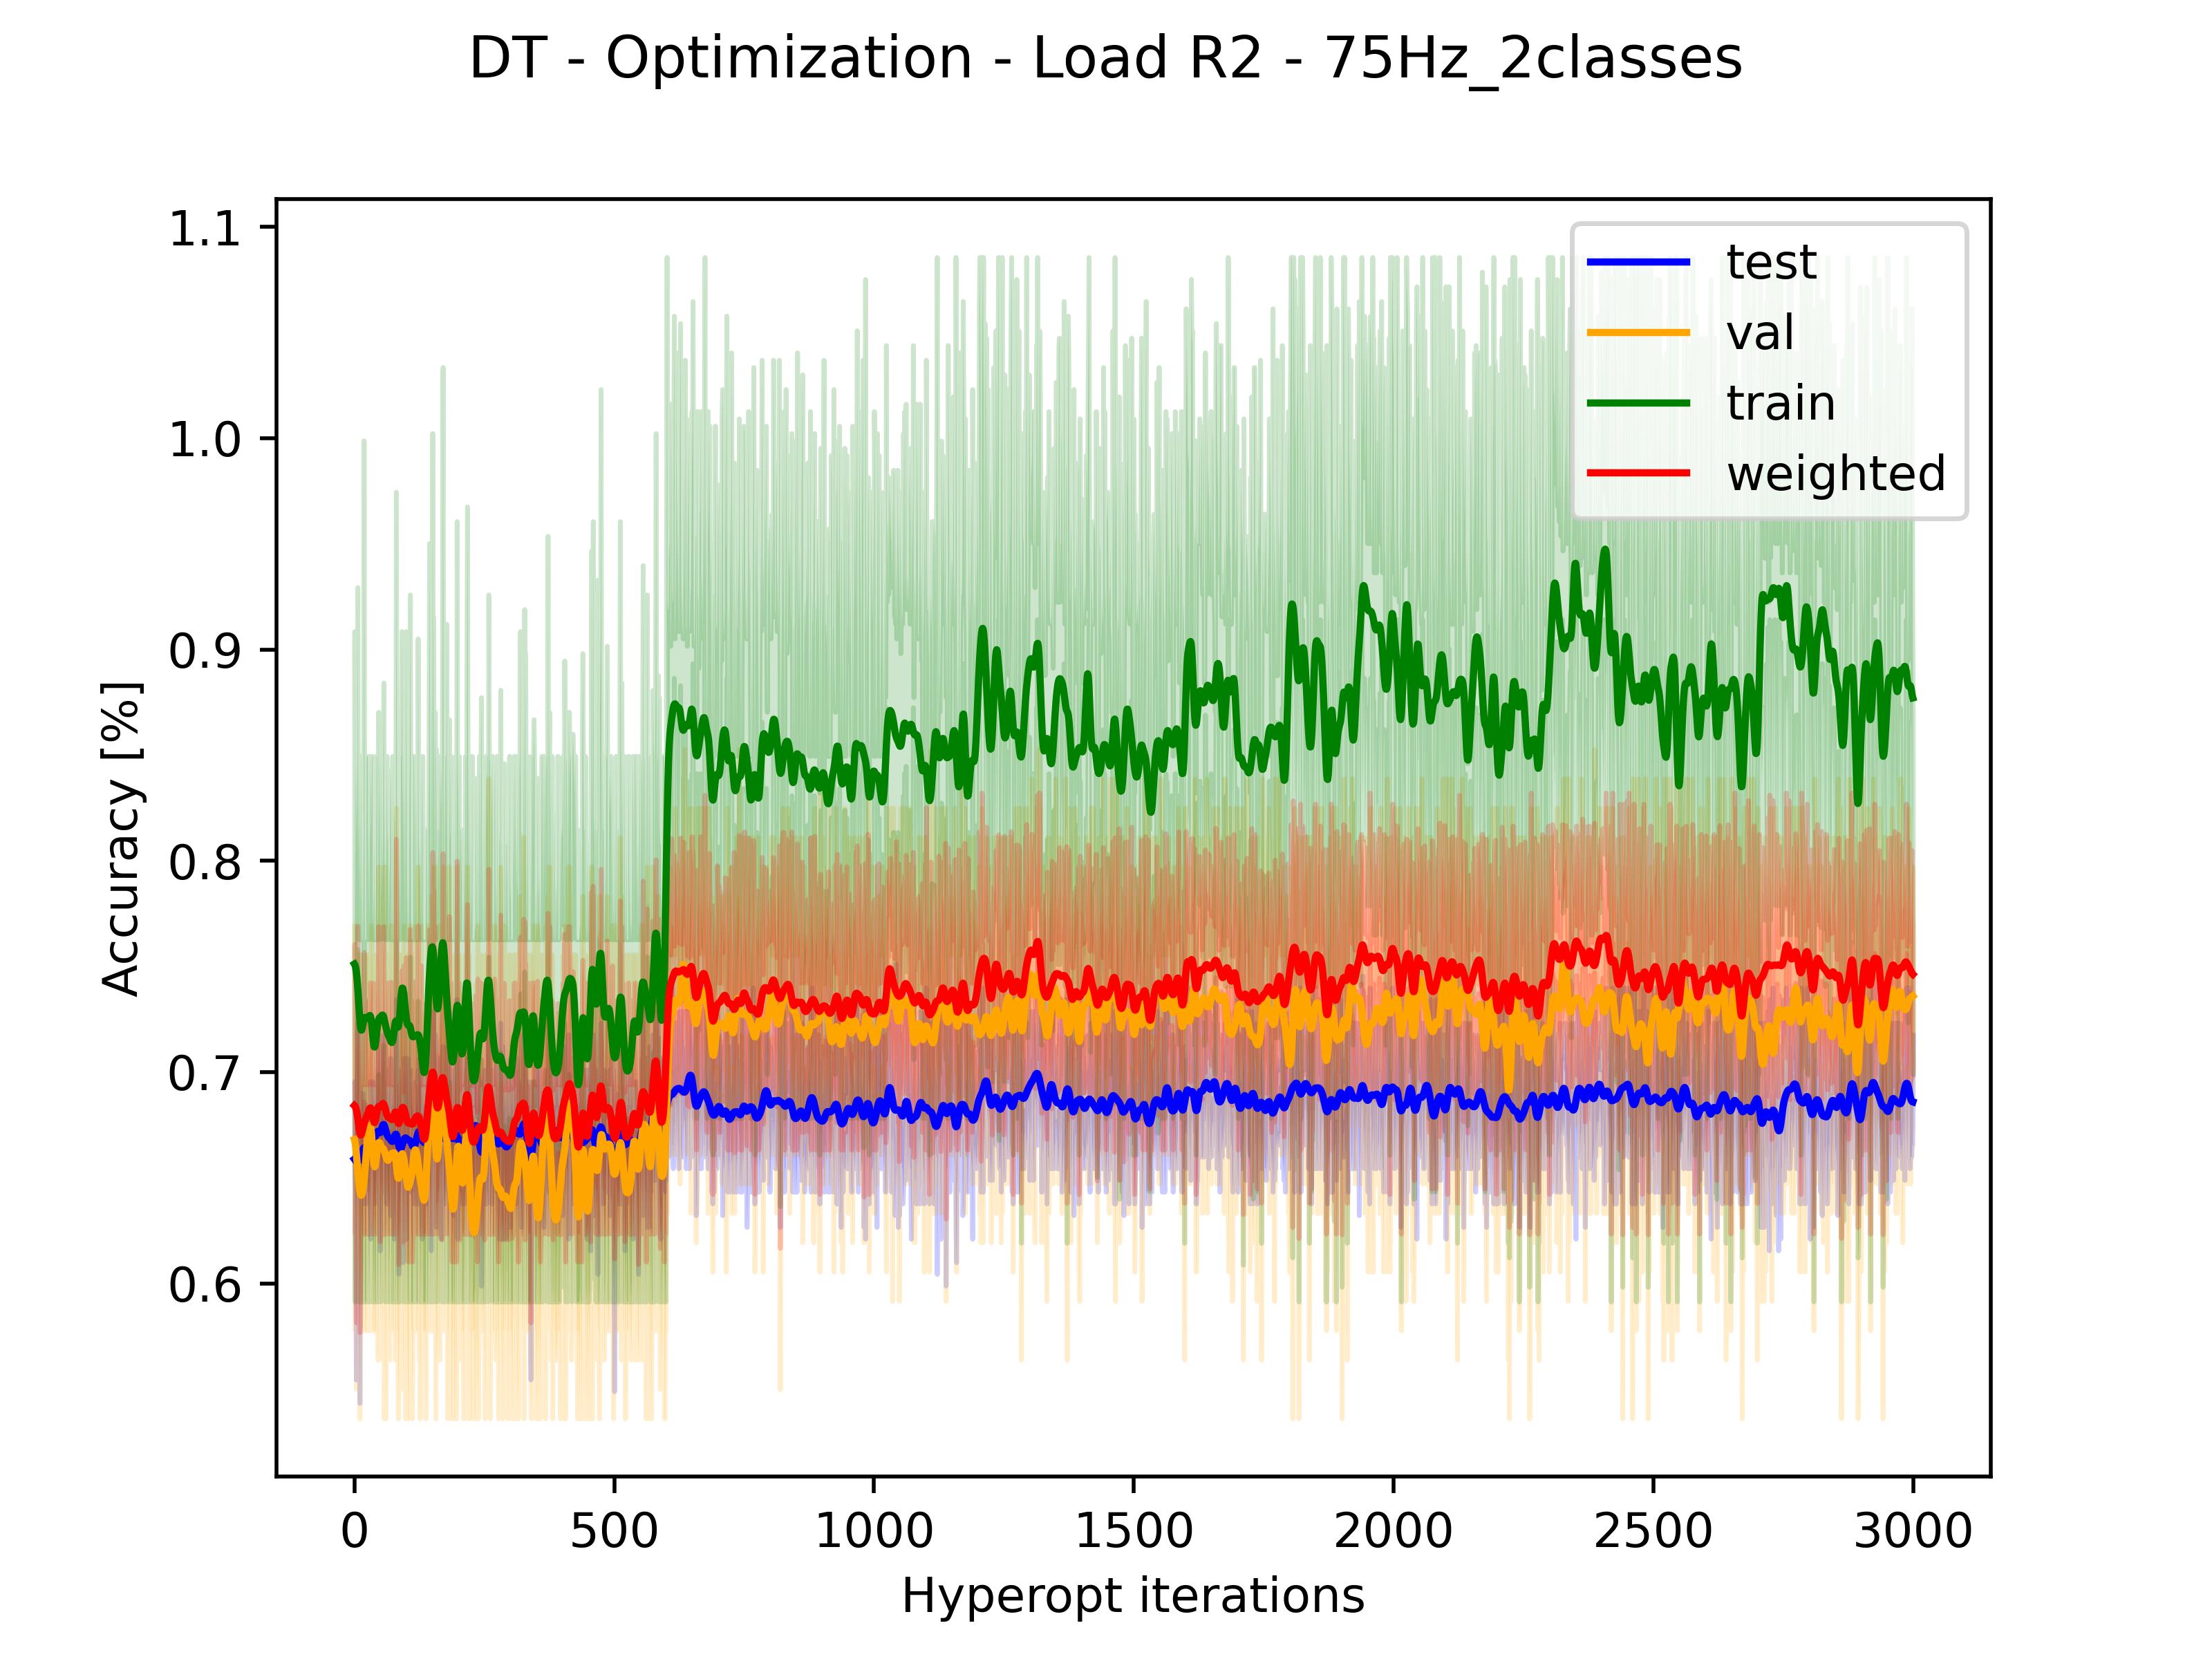 DT - Optimization - Load R2 - 75Hz_2classes
1.1
1.0
0.9
0.8
0.7
0.6
Accuracy [%]
test
val
train
weighted
0 500 1000 1500 2000 2500 3000
Hyperopt iterations